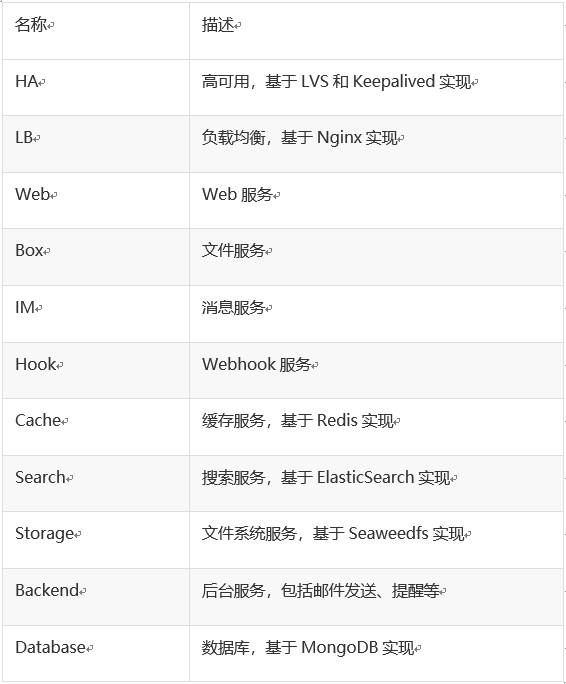 名称 描述
HA 高可用，基于 LVS 和 Keepalived 实现
LB 负载均衡，基于 Nginx 实现
Web Web 服务
Box 文件服务
IM 消息服务
Hook Webhook 服务
Cache 缓存服务，基于 Redis 实现
Search 搜索服务，基于 ElasticSearch 实现
Storage 文件系统服务，基于 Seaweedfs 实现
Backend 后台服务，包括邮件发送、提醒等
Database 数据库，基于 MongoDB 实现